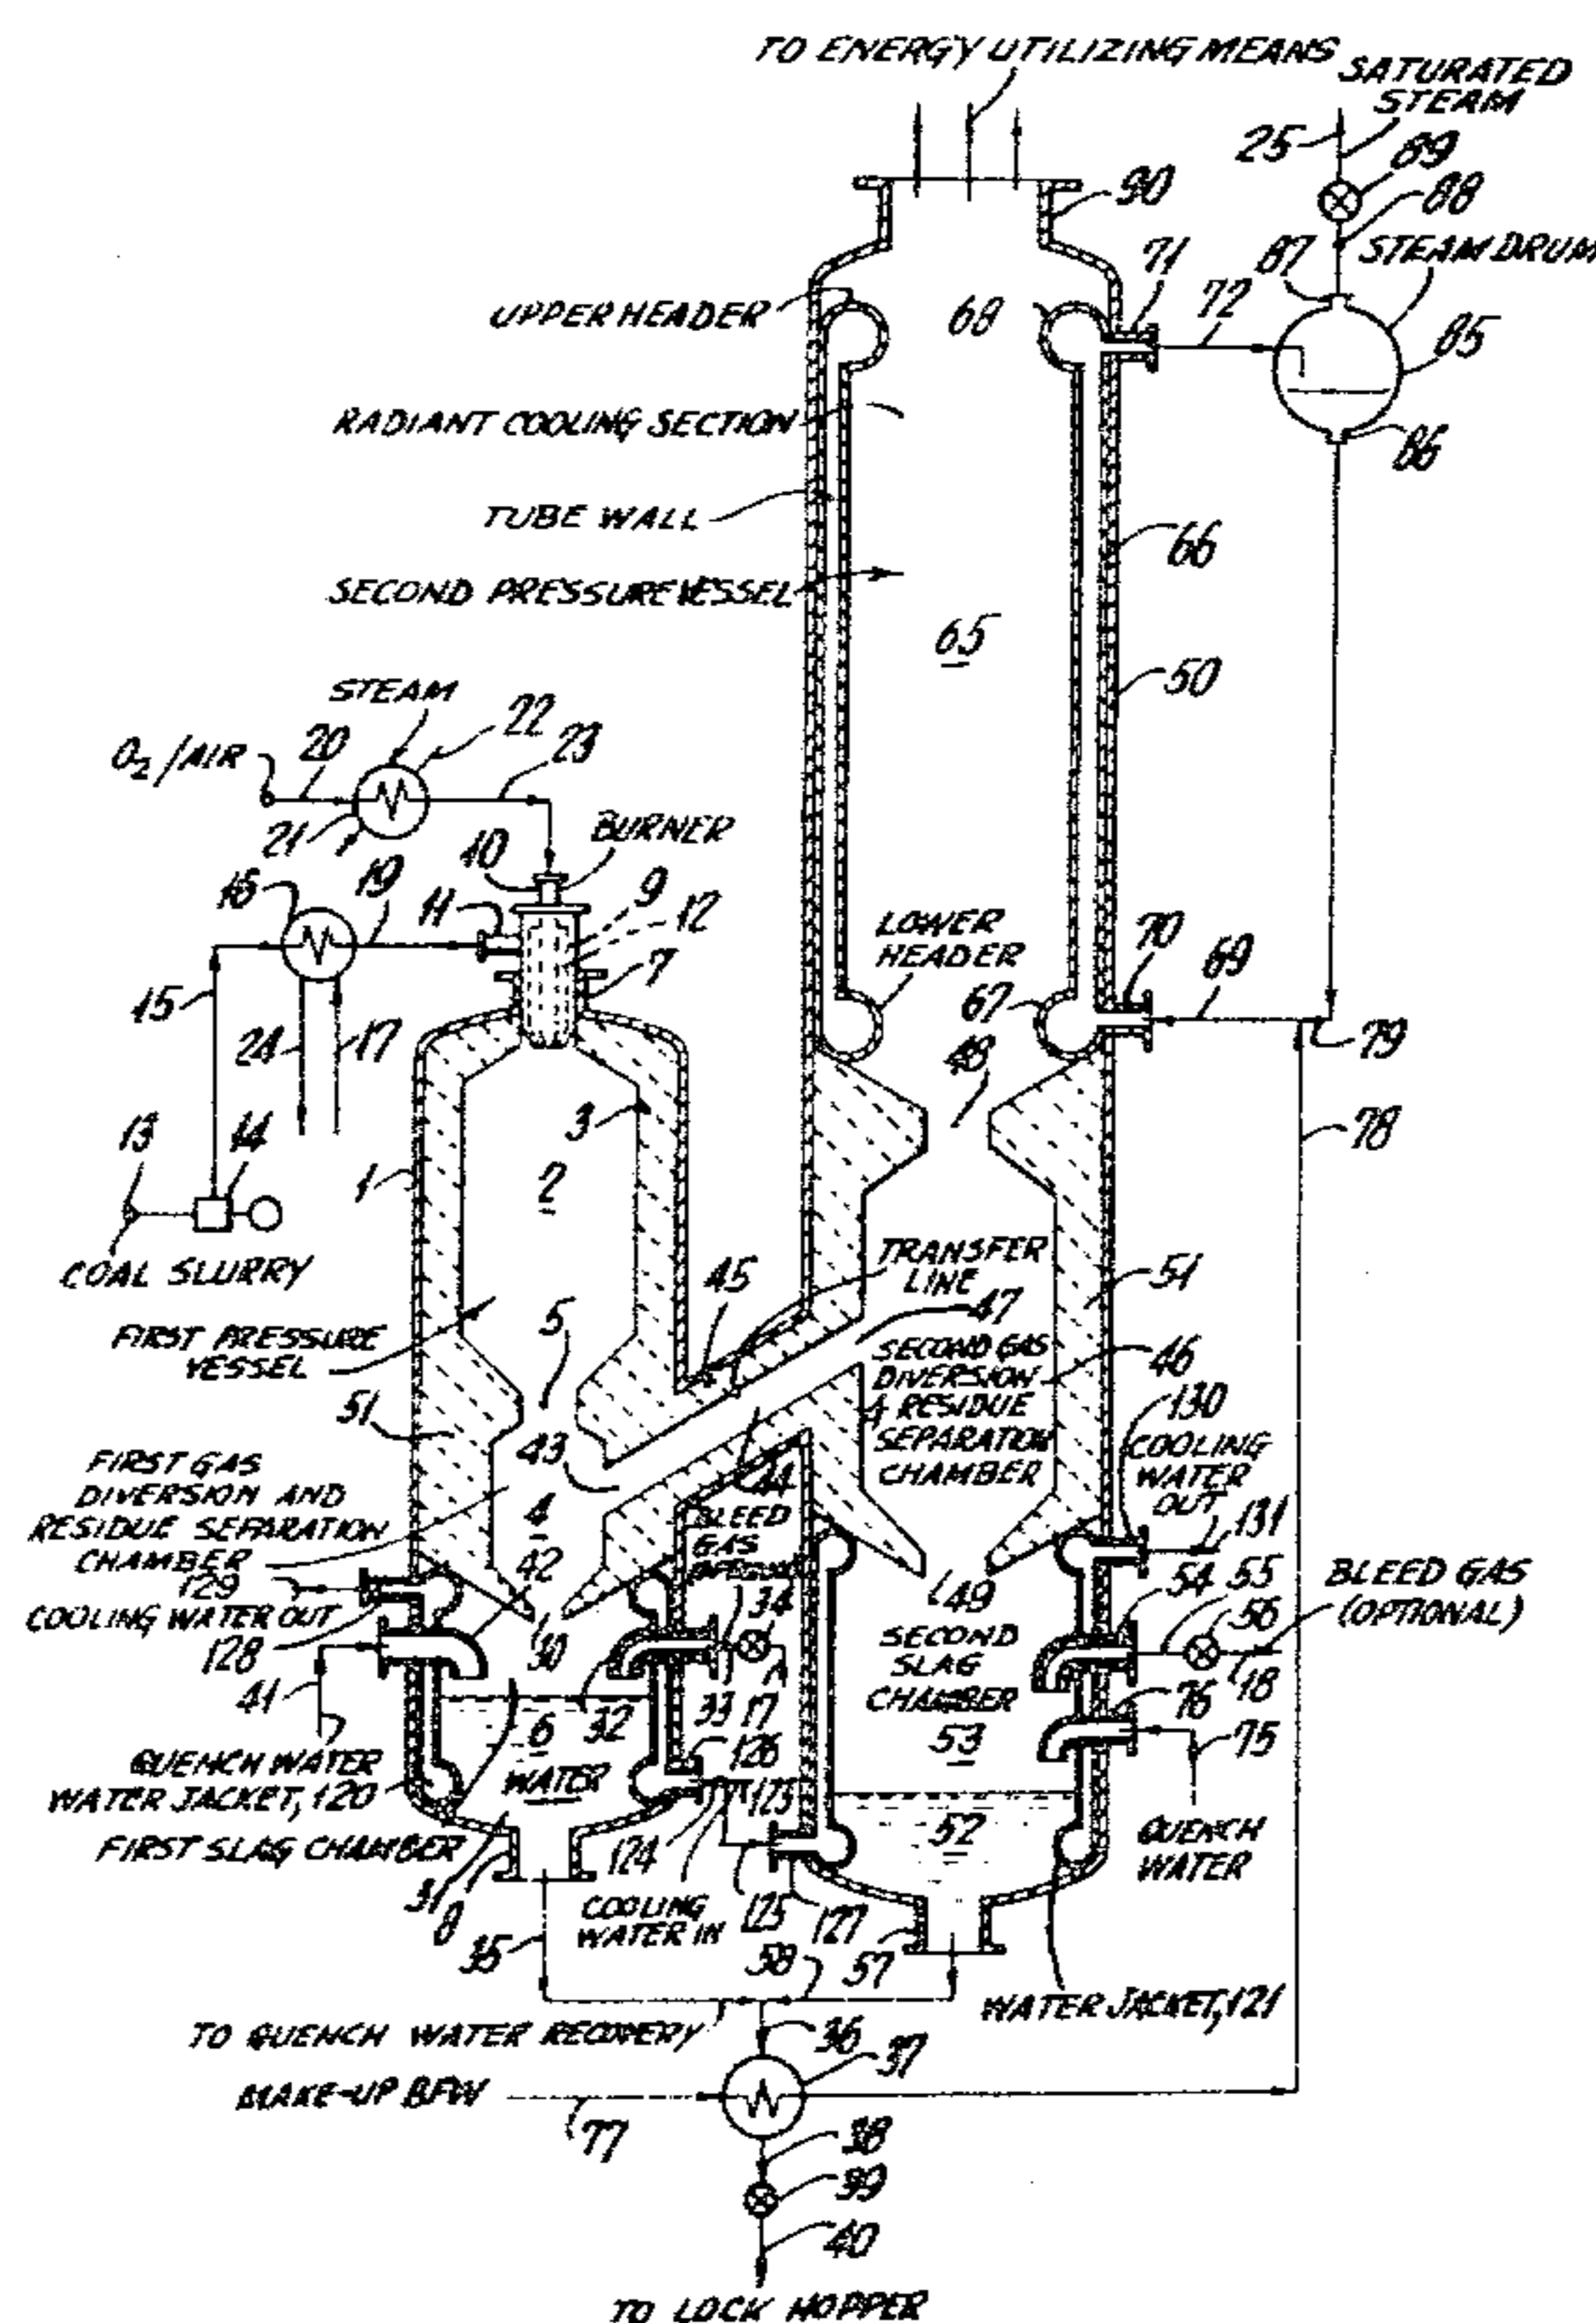 TO ENERGY UTILIZING MEANS
SATURATED
STEAM
25
89
88
90
87
STEAM DRUM
71
72
UPPER HEADER
68
85
RADIANT COOLING SECTION
86
TUBE WALL
66
SECOND PRESSURE VESSEL
65
50
STEAM
22
23
O2/AIR
20
21
10
BURNER
16
19
11
9
12
7
LOWER
HEADER
70
69
67
15
24
17
48
79
3
78
13
14
1
2
COAL SLURRY
45
TRANSFER
LINE
51
5
47
FIRST PRESSURE
VESSEL
SECOND GAS
DIVERSION
& RESIDUE
SEPARATION
CHAMBER
46
130
51
43
44
COOLING
WATER
OUT
FIRST GAS
DIVERSION AND
RESIDUE SEPARATION
CHAMBER
4
42
BLEED
GAS
131
129
COOLING WATER OUT
128
30
34
49
54
55
56
BLEED GAS
(OPTIONAL)
41
32
33
17
SECOND
SLAG
CHAMBER
53
76
18
75
6
126
QUENCH WATER
WATER JACKET, 120
WATER
123
FIRST SLAG CHAMBER
124
52
QUENCH
WATER
31
8
35
COOLING
WATER IN
125
127
58
57
WATER JACKET, 121
TO QUENCH WATER RECOVERY
36
37
MAKE-UP BFW
77
38
39
40
TO LOCK HOPPER